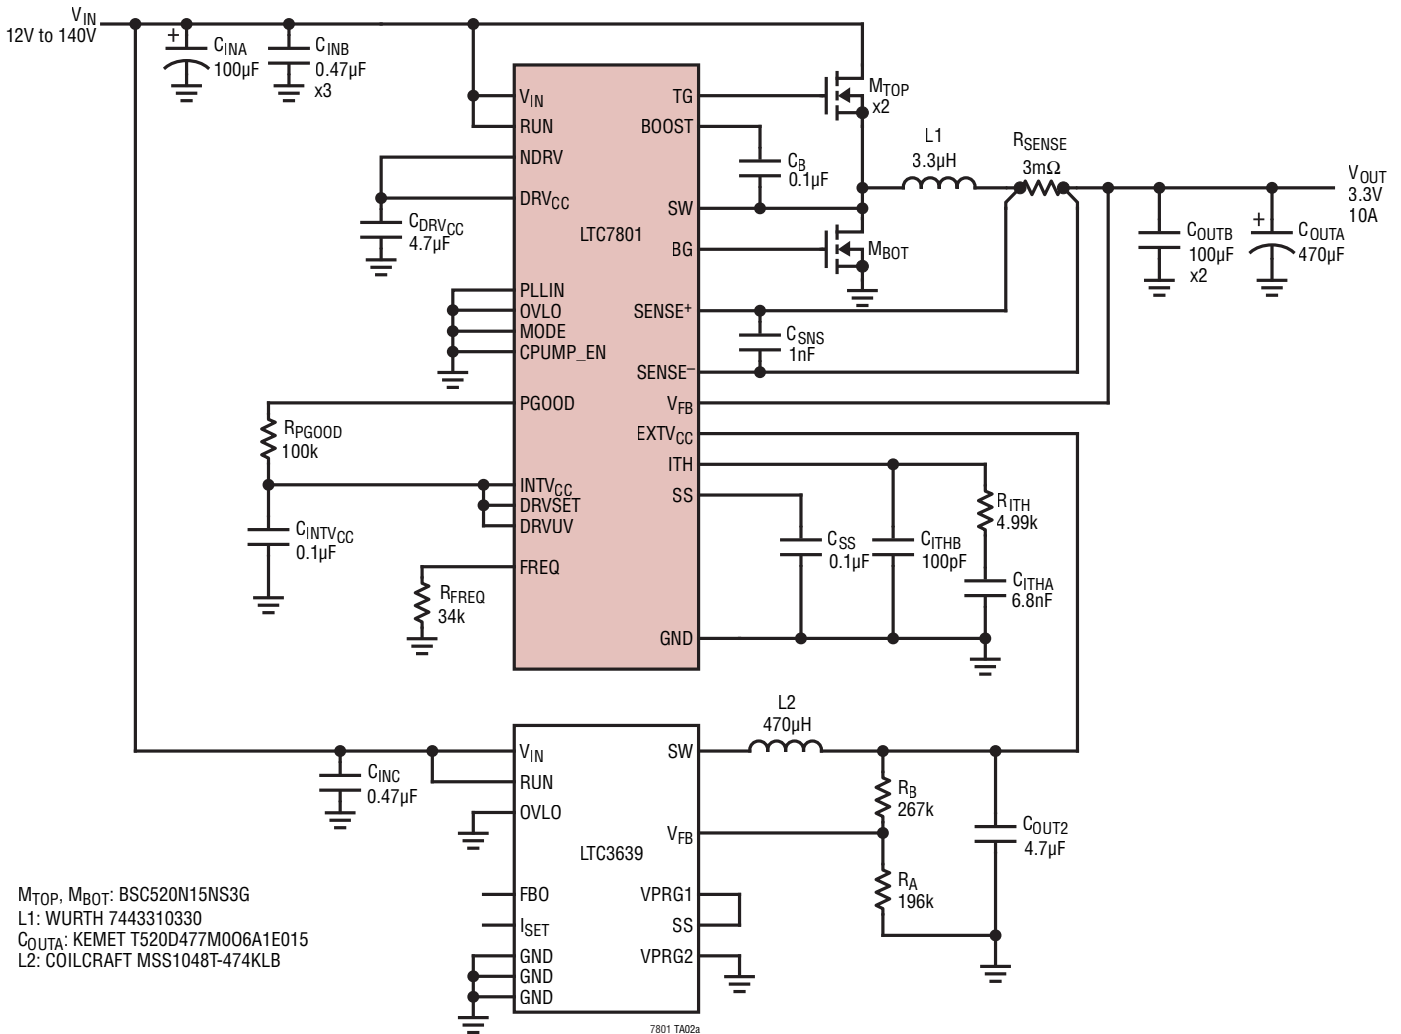 VIN
12V to 140V
+
CINA
100µF
CINB
0.47µF
x3
VIN
RUN
NDRV
DRVCC
CDRVCC
4.7µF
PLLIN
OVLO
MODE
CPUMP_EN
PGOOD
RPGOOD
100k
INTVCC
DRVSET
DRVUV
CINTVCC
0.1µF
FREQ
RFREQ
34k
LTC7801
TG
BOOST
SW
BG
SENSE+
SENSE–
VFB
EXTVCC
ITH
SS
GND
MTOP
x2
CB
0.1µF
MBOT
L1
3.3µH
RSENSE
3mΩ
VOUT
3.3V
10A
COUTB
100µF
x2
+
COUTA
470µF
CSNS
1nF
RITH
4.99k
CSS
0.1µF
CITHB
100pF
CITHA
6.8nF
CINC
0.47µF
VIN
RUN
OVLO
FBO
ISET
GND
GND
GND
LTC3639
SW
VFB
VPRG1
SS
VPRG2
L2
470µH
RB
267k
RA
196k
COUT2
4.7µF
MTOP, MBOT: BSC520N15NS3G
L1: WURTH 7443310330
COUTA: KEMET T520D477M006A1E015
L2: COILCRAFT MSS1048T-474KLB
7801 TA02a